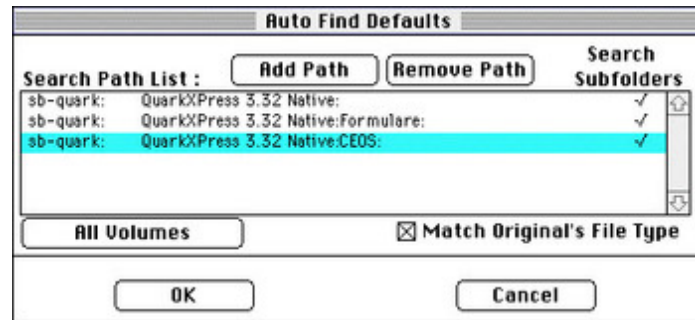 Auto Find Defaults
Search Path List : Add Path Remove Path Search Subfolders
sb-quark: QuarkXPress 3.32 Native: ✓
sb-quark: QuarkXPress 3.32 Native:Formulare: ✓
sb-quark: QuarkXPress 3.32 Native:CEOS: ✓
All Volumes Match Original's File Type
OK Cancel